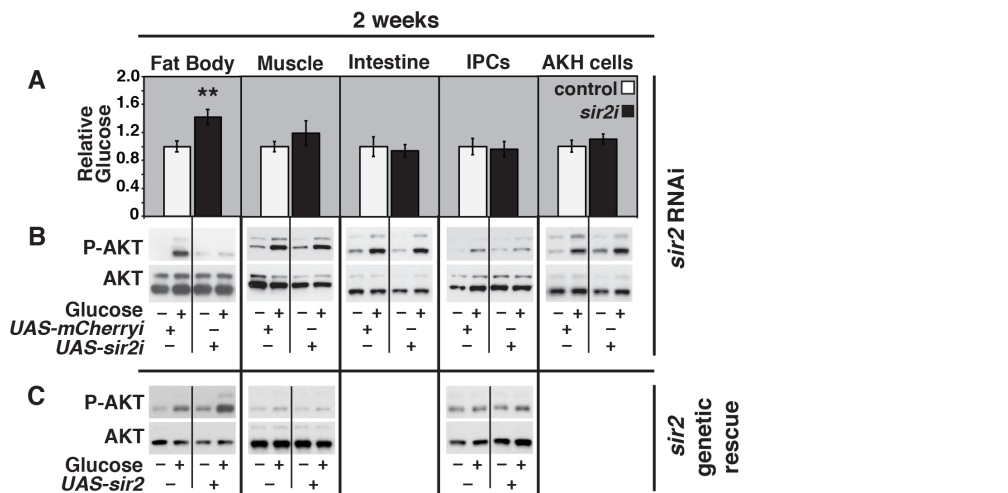 2 weeks
Fat Body Muscle Intestine IPCs AKH cells
A
2.0
1.6
1.2
0.8
0.4
0
Relative
Glucose
**
control
sir2i
B
P-AKT
AKT
Glucose − + − + − + − + − + − + − + − + − + − +
UAS-mCherryi + − + − + − + − + −
UAS-sir2i − + − + − + − + − +
sir2 RNAi
C
P-AKT
AKT
Glucose − + − + − + − + − + − +
UAS-sir2 − + − + − +
sir2
genetic
rescue